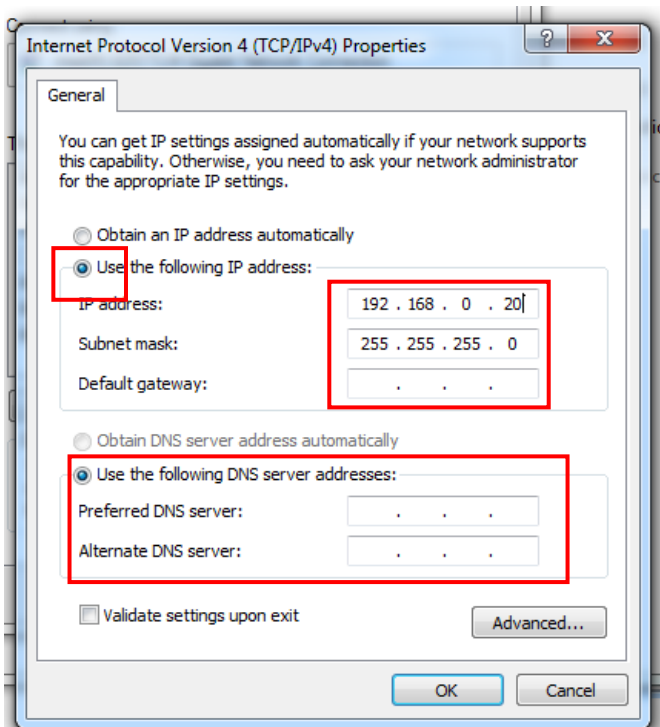 Internet Protocol Version 4 (TCP/IPv4) Properties
General
You can get IP settings assigned automatically if your network supports
this capability. Otherwise, you need to ask your network administrator
for the appropriate IP settings.
Obtain an IP address automatically
Use the following IP address:
IP address: 192 . 168 . 0 . 20
Subnet mask: 255 . 255 . 255 . 0
Default gateway: . . .
Obtain DNS server address automatically
Use the following DNS server addresses:
Preferred DNS server: . . .
Alternate DNS server: . . .
Validate settings upon exit
Advanced...
OK Cancel